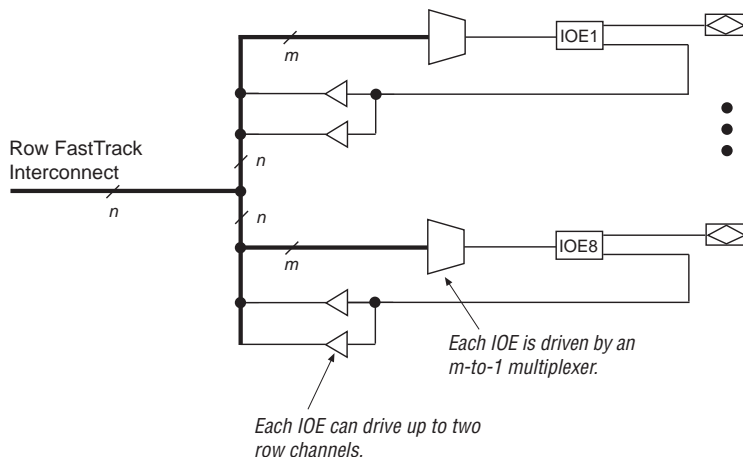 m
IOE1
Row FastTrack
Interconnect
n
n
n
m
IOE8
Each IOE is driven by an
m-to-1 multiplexer.
Each IOE can drive up to two
row channels.